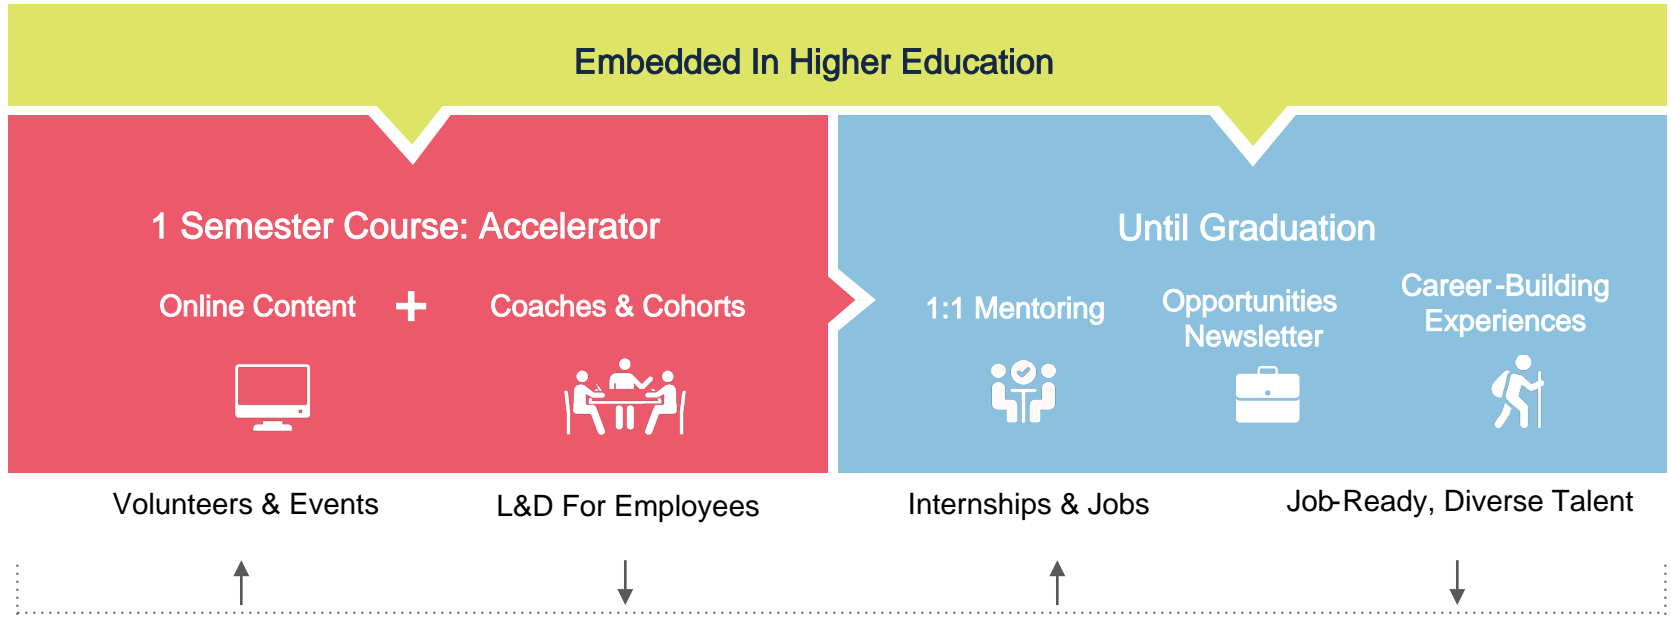 Embedded In Higher Education
1 Semester Course: Accelerator
Online Content + Coaches & Cohorts
Until Graduation
1:1 Mentoring
Opportunities
Newsletter
Career-Building
Experiences
Volunteers & Events
L&D For Employees
Internships & Jobs
Job-Ready, Diverse Talent